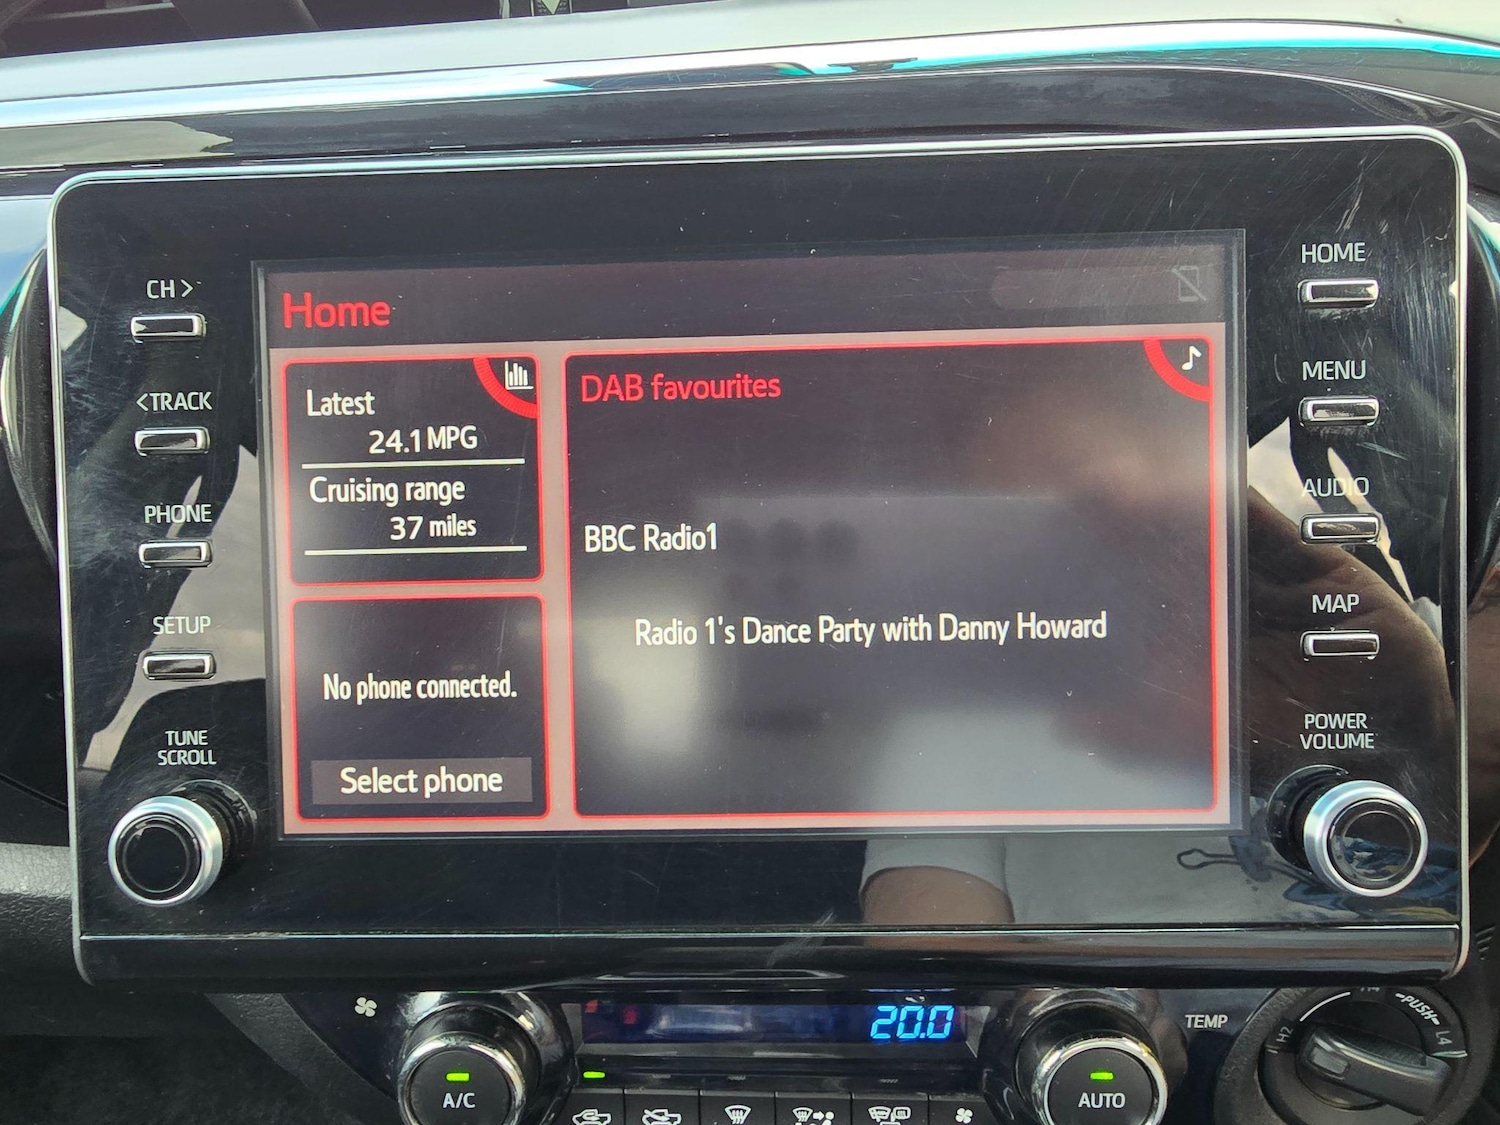 CH >
<TRACK
PHONE
SETUP
TUNE
SCROLL
Home
Latest
24.1 MPG
Cruising range
37 miles
No phone connected.
Select phone
DAB favourites
BBC Radio1
Radio 1's Dance Party with Danny Howard
HOME
MENU
AUDIO
MAP
POWER
VOLUME
20.0
TEMP
A/C
AUTO
H2
-PUSH-
L4